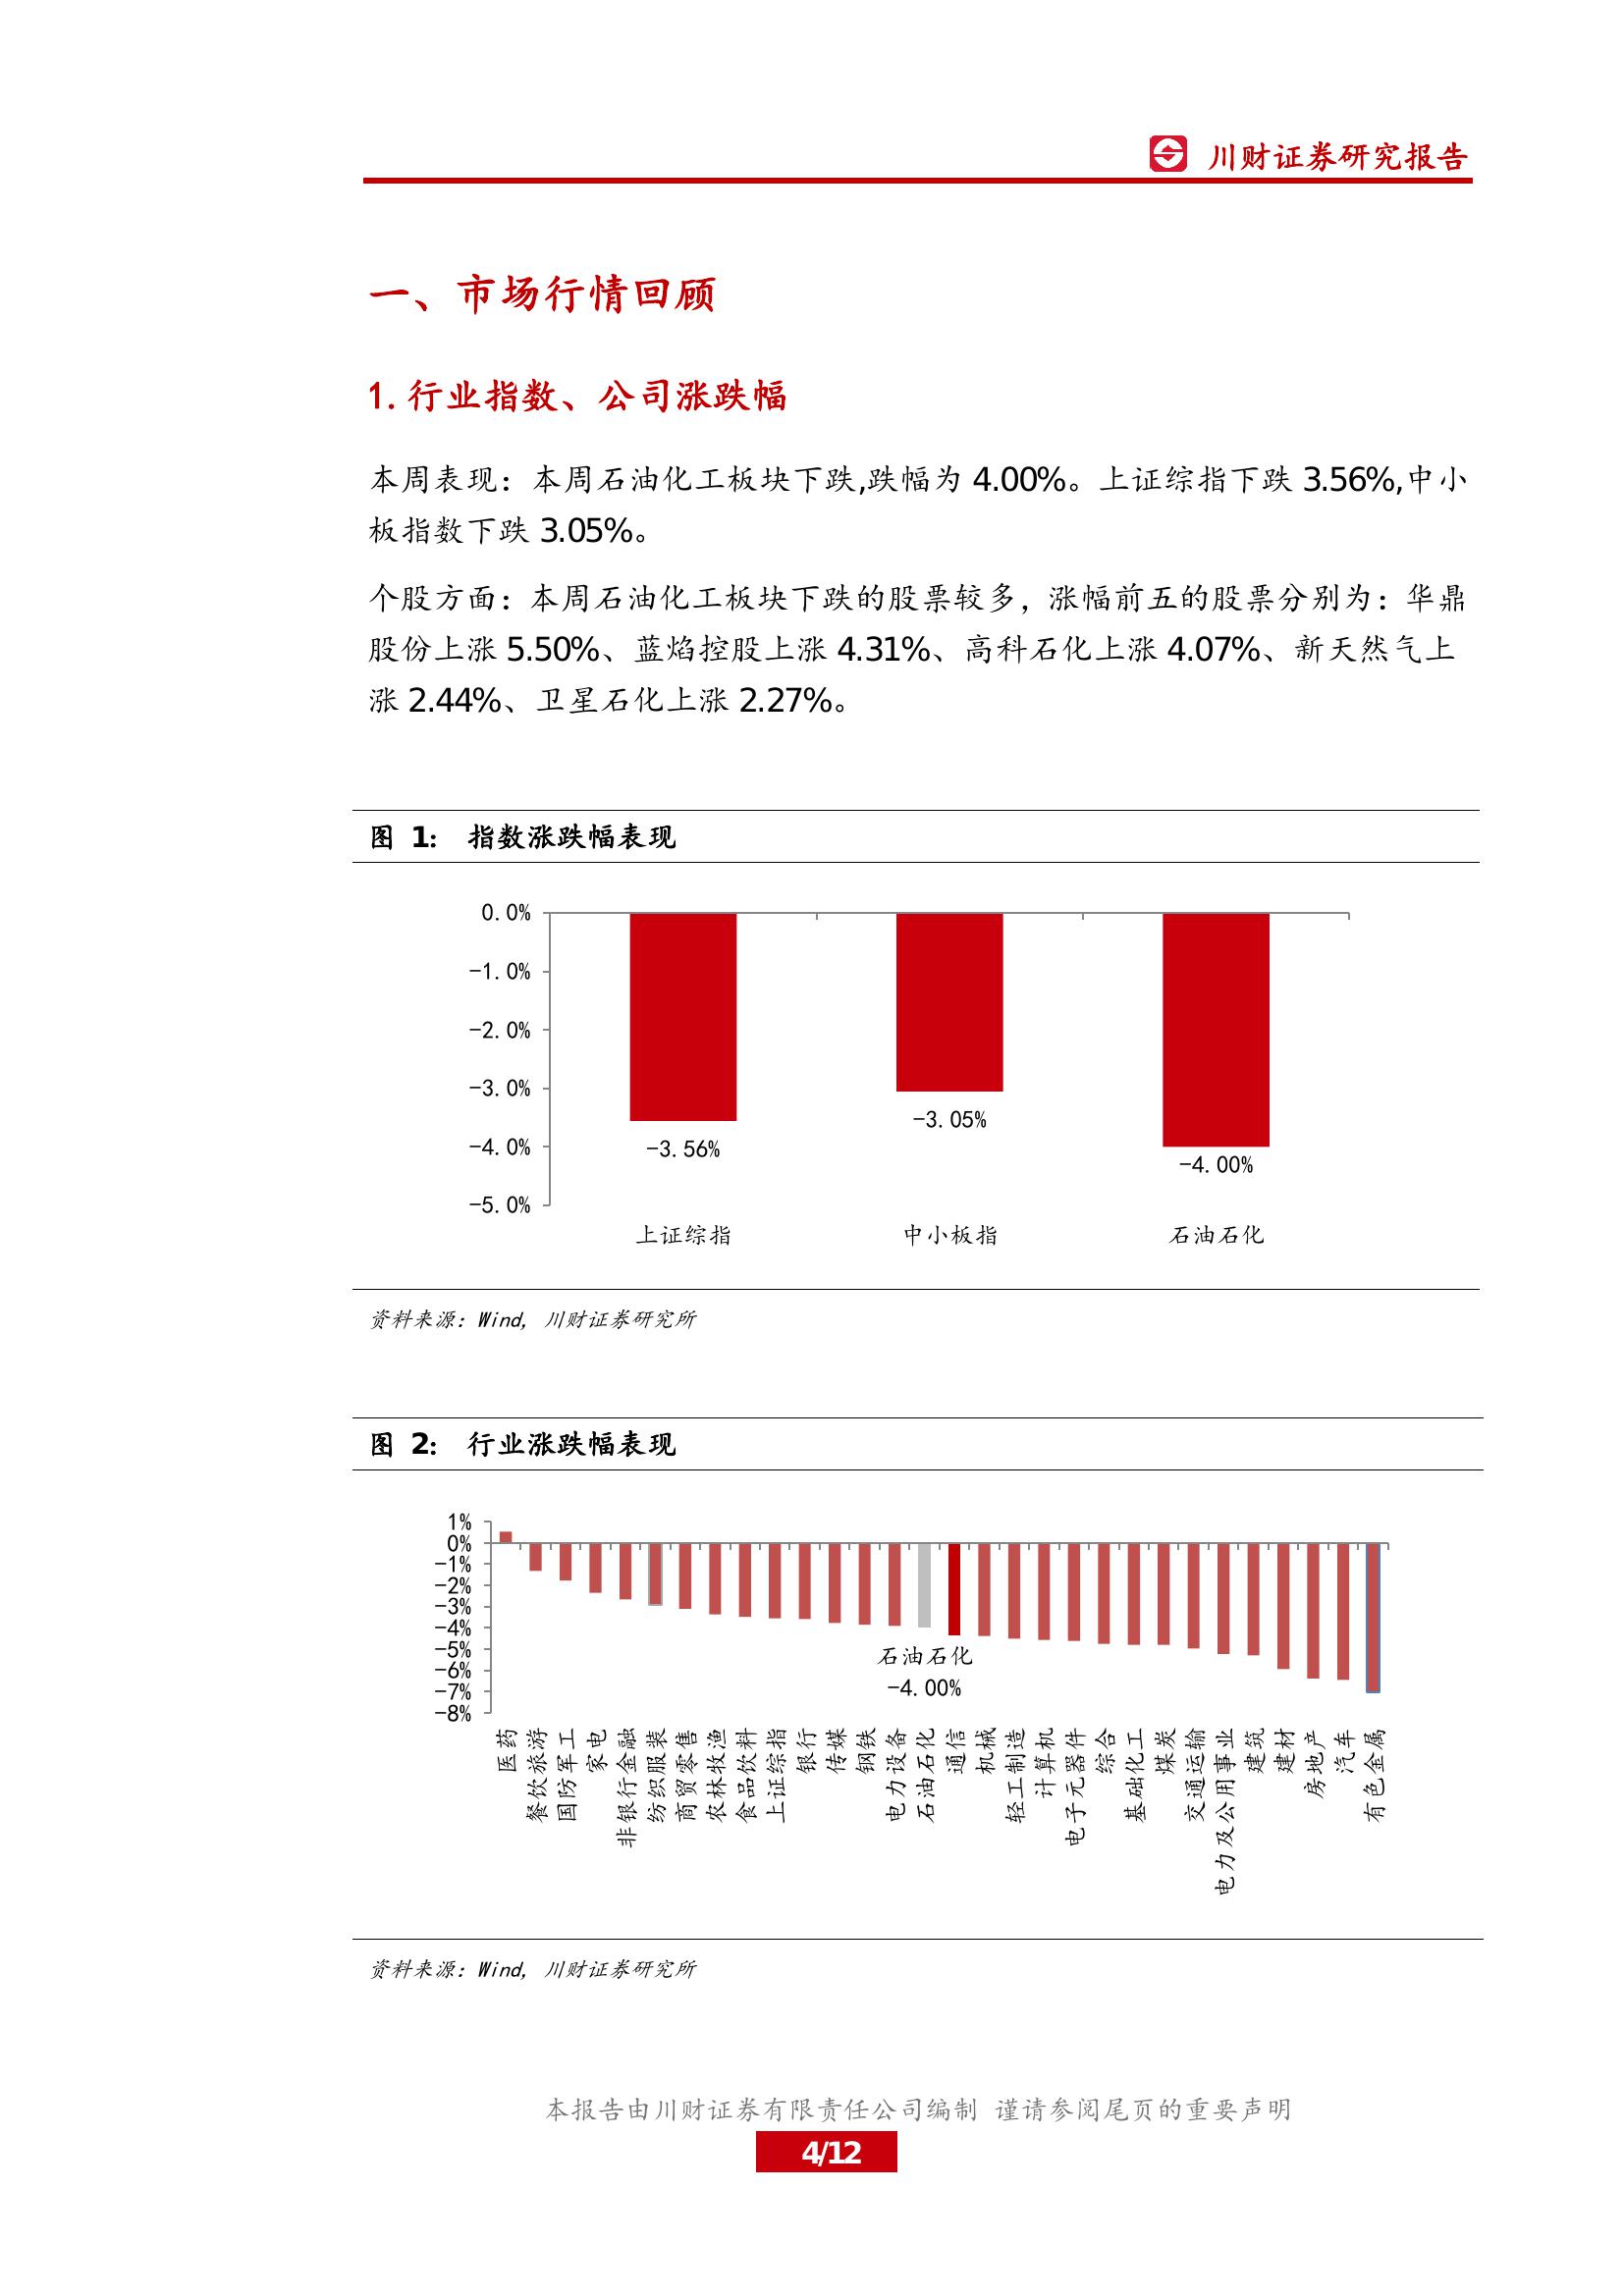 川财证券研究报告
一、市场行情回顾
1.行业指数、公司涨跌幅
本周表现：本周石油化工板块下跌,跌幅为 4.00%。上证综指下跌 3.56%,中小
板指数下跌 3.05%。
个股方面：本周石油化工板块下跌的股票较多，涨幅前五的股票分别为：华鼎
股份上涨 5.50%、蓝焰控股上涨 4.31%、高科石化上涨 4.07%、新天然气上
涨 2.44%、卫星石化上涨 2.27%。
图 1： 指数涨跌幅表现
0.0%
-1.0%
-2.0%
-3.0%
-4.0%
-5.0%
-3.56%
-3.05%
-4.00%
上证综指
中小板指
石油石化
资料来源：Wind，川财证券研究所
图 2： 行业涨跌幅表现
1%
0%
-1%
-2%
-3%
-4%
-5%
-6%
-7%
-8%
石油石化
-4.00%
医药
餐饮旅游
国防军工
家电
非银行金融
纺织服装
商贸零售
农林牧渔
食品饮料
上证综指
银行
传媒
钢铁
电力设备
石油石化
通信
机械
轻工制造
计算机
电子元器件
综合
基础化工
煤炭
交通运输
电力及公用事业
建筑
建材
房地产
汽车
有色金属
资料来源：Wind，川财证券研究所
本报告由川财证券有限责任公司编制 谨请参阅尾页的重要声明
4/12